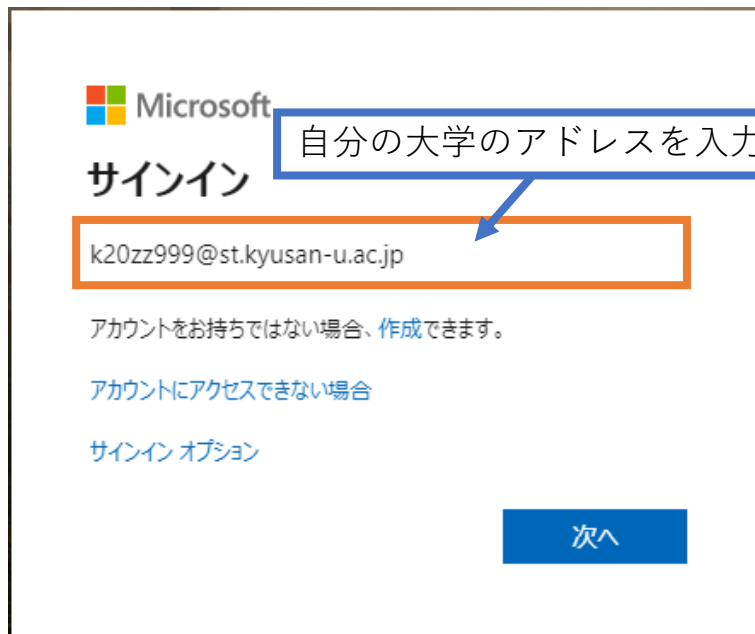 Microsoft
自分の大学のアドレスを入力
サインイン
k20zz999@st.kyusan-u.ac.jp
アカウントをお持ちではない場合、作成できます。
アカウントにアクセスできない場合
サインイン オプション
次へ